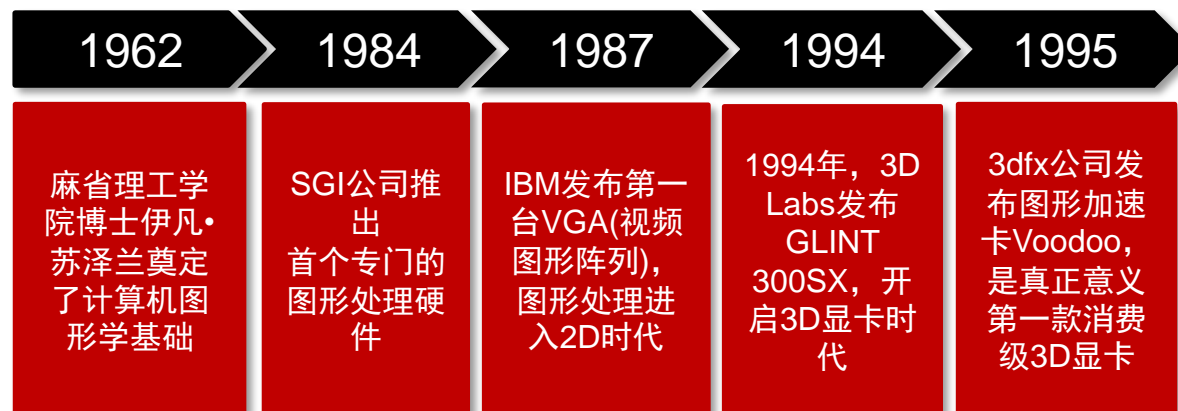 1962
1984
1987
1994
1995
麻省理工学
院博士伊凡•
苏泽兰奠定
了计算机图
形学基础
SGI公司推
出
首个专门的
图形处理硬
件
IBM发布第一
台VGA(视频
图形阵列)，
图形处理进
入2D时代
1994年，3D
Labs发布
GLINT
300SX，开
启3D显卡时
代
3dfx公司发
布图形加速
卡Voodoo，
是真正意义
第一款消费
级3D显卡